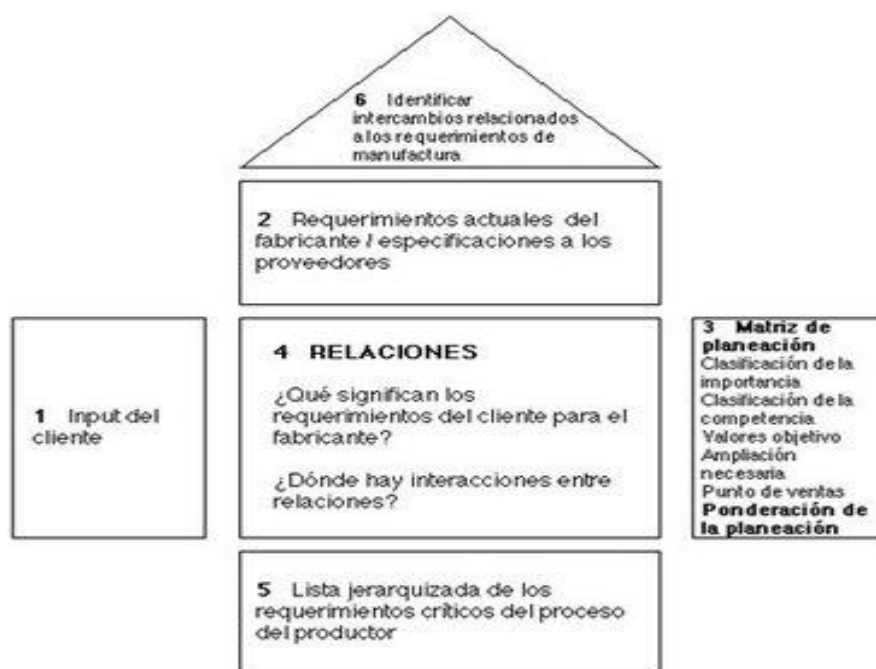 6 Identificar
intercambios relacionados
a los requerimientos de
manufactura
2 Requerimientos actuales del
fabricante / especificaciones a los
proveedores
1 Input del
cliente
4 RELACIONES
¿Qué significan los
requerimientos del cliente para el
fabricante?
¿Dónde hay interacciones entre
relaciones?
3 Matriz de
planeación
Clasificación de la
importancia
Clasificación de la
competencia
Valores objetivo
Ampliación
necesaria
Punto de ventas
Ponderación de
la planeación
5 Lista jerarquizada de los
requerimientos críticos del proceso
del productor